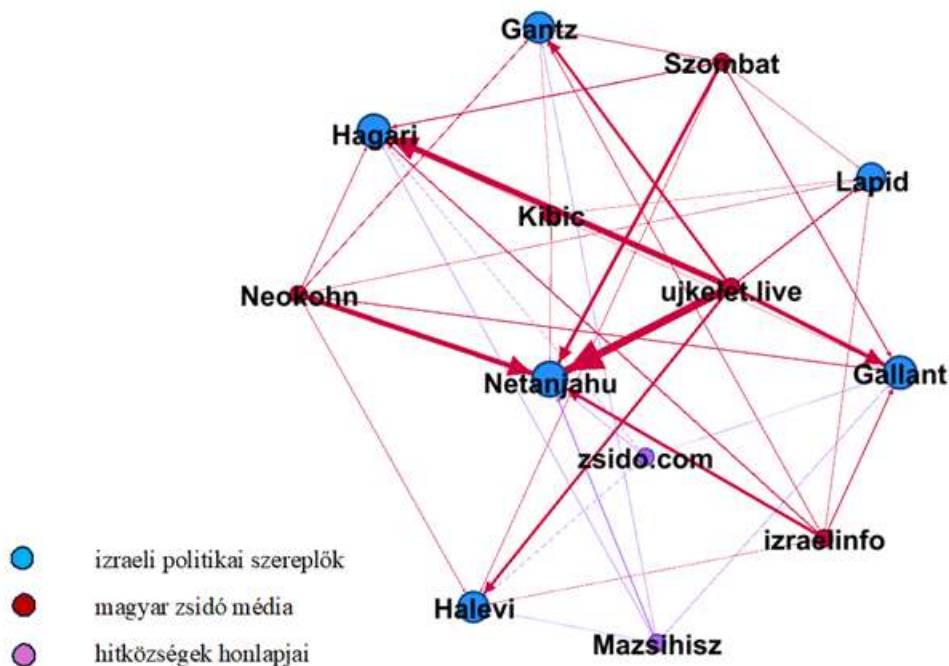 Gantz
Szombat
Hagari
Lapid
Kibic
Neokohn
ujkelet.live
Netanjahu
Gallant
zsido.com
izraelinfo
Halevi
Mazsihisz
izraeli politikai szereplők
magyar zsidó média
hitközségek honlapjai